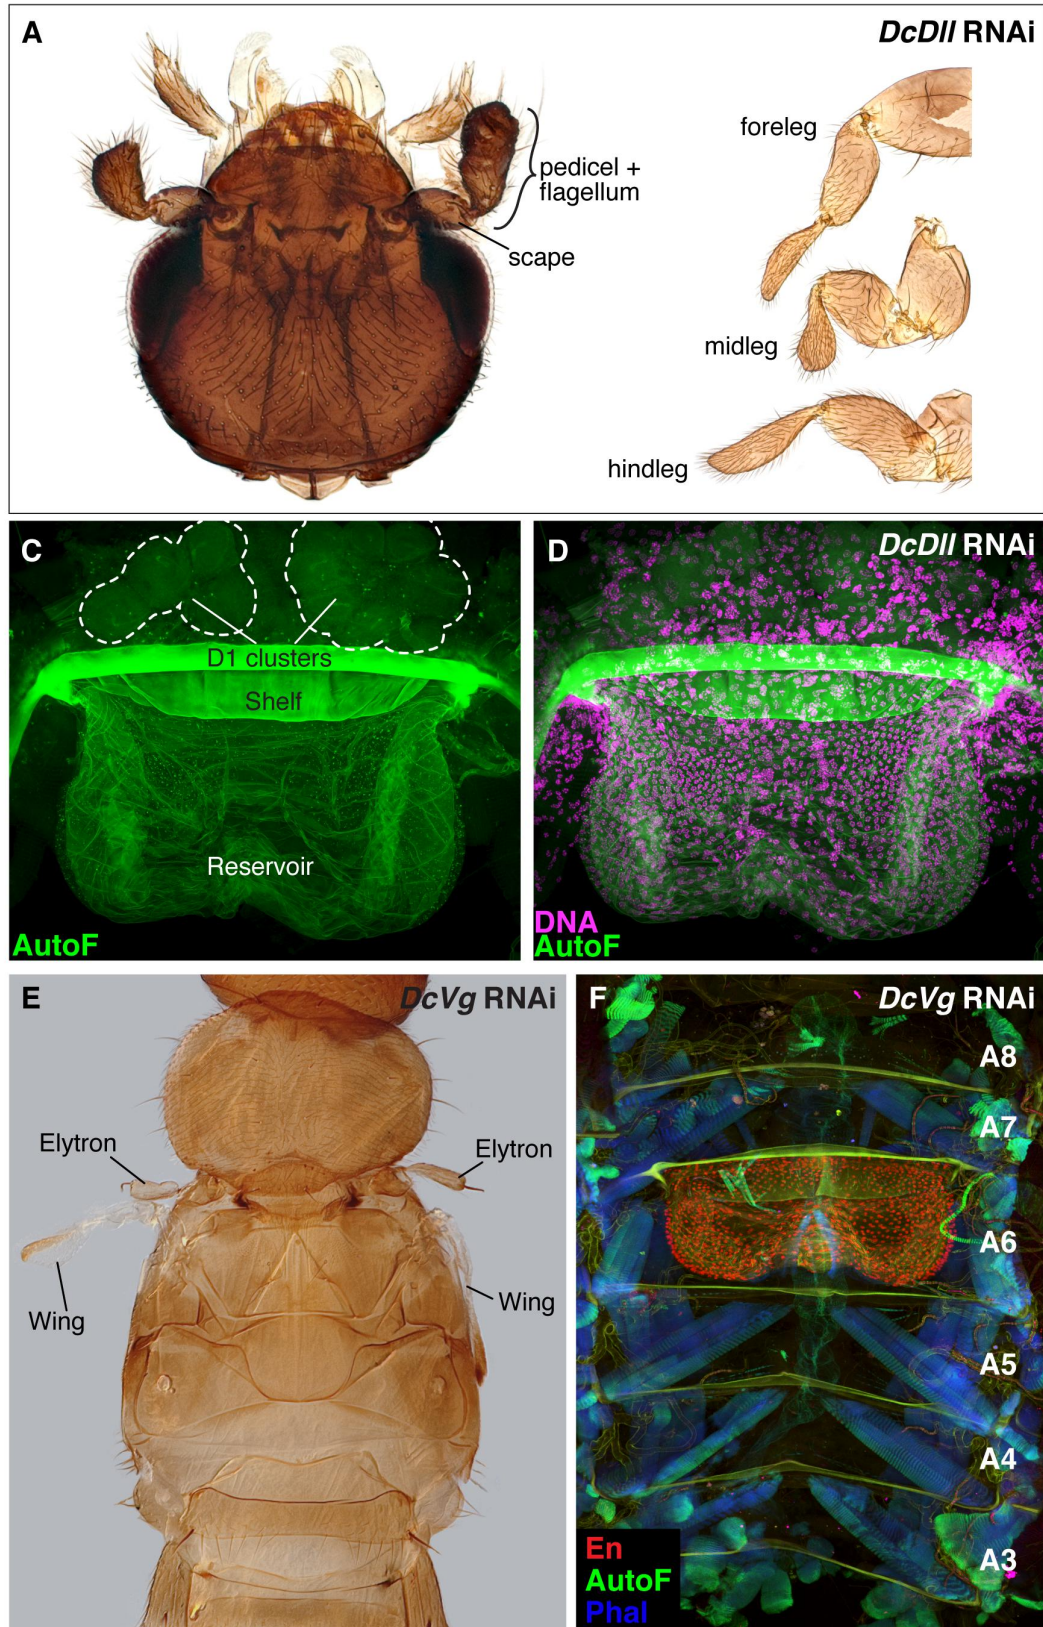 A
DcDll RNAi
foreleg
pedicel +
flagellum
scape
midleg
hindleg
C
D1 clusters
Shelf
Reservoir
AutoF
D
DcDll RNAi
DNA
AutoF
E
DcVg RNAi
Elytron
Elytron
Wing
Wing
F
DcVg RNAi
A8
A7
A6
A5
A4
A3
En
AutoF
Phal